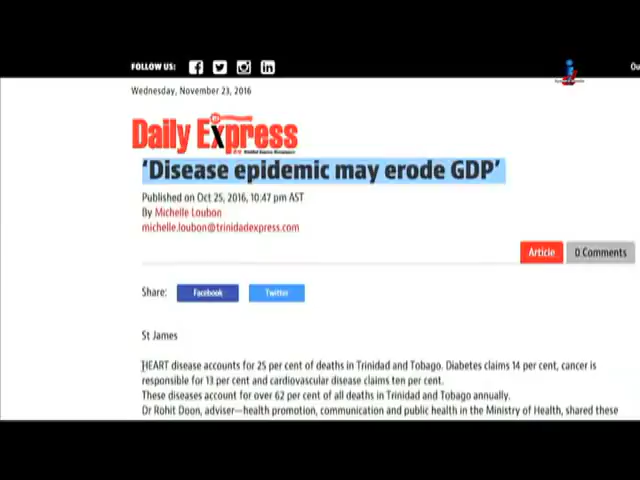 FOLLOW US:
Ou
Wednesday, November 23, 2016
Daily Express
'Disease epidemic may erode GDP'
Published on Oct 25, 2016, 10:47 pm AST
By Michelle Loubon
michelle.loubon@trinidadexpress.com
Article
0 Comments
Share:
Facebook
Twitter
St James
HEART disease accounts for 25 per cent of deaths in Trinidad and Tobago. Diabetes claims 14 per cent, cancer is
responsible for 13 per cent and cardiovascular disease claims ten per cent.
These diseases account for over 62 per cent of all deaths in Trinidad and Tobago annually.
Dr Rohit Doon, adviser—health promotion, communication and public health in the Ministry of Health, shared these